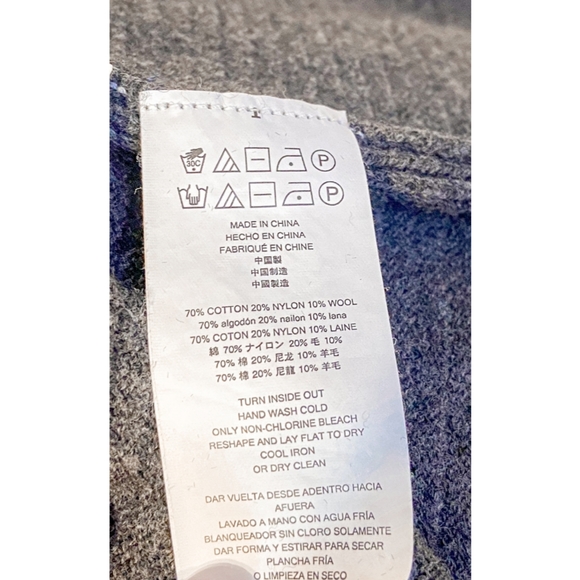 30C P
P
MADE IN CHINA
HECHO EN CHINA
FABRIQUÉ EN CHINE
中国製
中国制造
中國製造
70% COTTON 20% NYLON 10% WOOL
70% algodón 20% nailon 10% lana
70% COTON 20% NYLON 10% LAINE
綿 70% ナイロン 20% 毛 10%
70% 棉 20% 尼龙 10% 羊毛
70% 棉 20% 尼龍 10% 羊毛
TURN INSIDE OUT
HAND WASH COLD
ONLY NON-CHLORINE BLEACH
RESHAPE AND LAY FLAT TO DRY
COOL IRON
OR DRY CLEAN
DAR VUELTA DESDE ADENTRO HACIA
AFUERA
LAVADO A MANO CON AGUA FRÍA
BLANQUEADOR SIN CLORO SOLAMENTE
DAR FORMA Y ESTIRAR PARA SECAR
PLANCHA FRÍA
O LIMPIEZA EN SECO